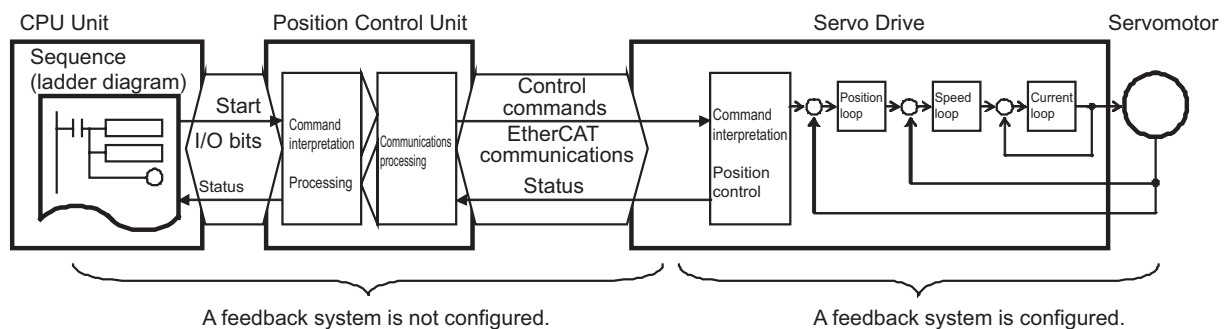 CPU Unit
Position Control Unit
Servo Drive
Servomotor
Sequence
(ladder diagram)
Start
I/O bits
Status
Command
interpretation
Processing
Communications
processing
Control
commands
EtherCAT
communications
Status
Command
interpretation
Position
control
Position
loop
Speed
loop
Current
loop
A feedback system is not configured.
A feedback system is configured.